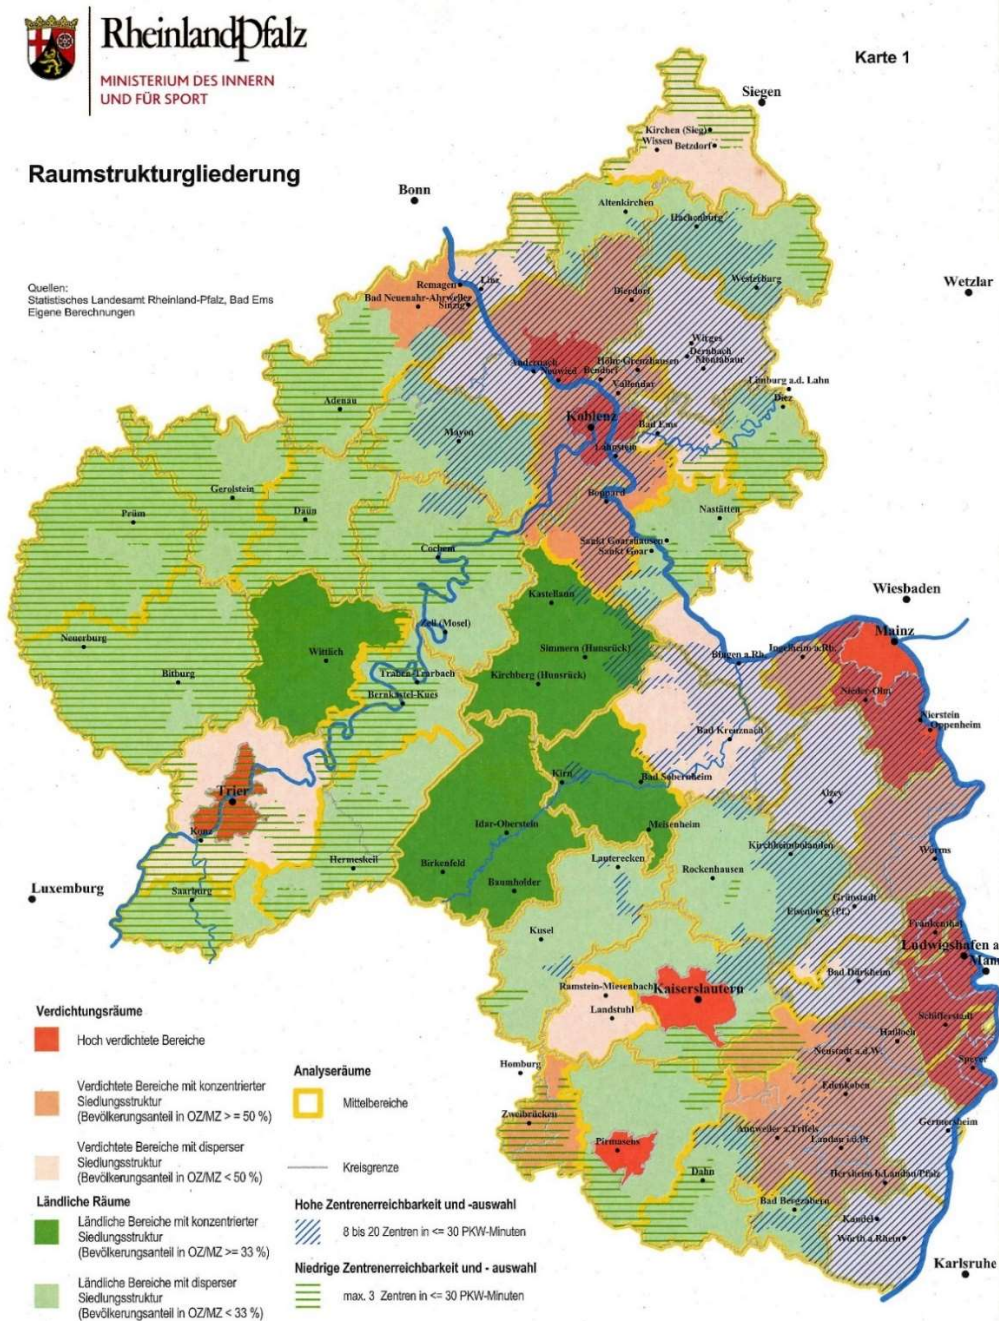 RheinlandPfalz
MINISTERIUM DES INNERN
UND FÜR SPORT
Karte 1
Raumstrukturgliederung
Quellen:
Statistisches Landesamt Rheinland-Pfalz, Bad Ems
Eigene Berechnungen
Siegen
Kirchen (Sieg)
Wissen
Betzdorf
Bonn
Altenkirchen
Hachenburg
Wetzlar
Remagen
Linz
Westerburg
Bad Neuenahr-Ahrweiler
Sinzig
Dierdorf
Wirges
Dernbach
Montabaur
Andernach
Neuwied
Bendorf
Höhr-Grenzhausen
Vallendar
Limburg a.d. Lahn
Diez
Adenau
Koblenz
Bad Ems
Mayen
Lahnstein
Gerolstein
Boppard
Prüm
Daun
Nastätten
Sankt Goarshausen
Sankt Goar
Cochem
Wiesbaden
Kastellaun
Mainz
Zell (Mosel)
Neuerburg
Wittlich
Simmern (Hunsrück)
Bingen a.Rh.
Ingelheim a.Rh.
Bitburg
Traben-Trarbach
Kirchberg (Hunsrück)
Bernkastel-Kues
Nieder-Olm
Nierstein
Oppenheim
Bad Kreuznach
Kirn
Bad Sobernheim
Trier
Alzey
Konz
Idar-Oberstein
Meisenheim
Kirchheimbolanden
Worms
Hermeskeil
Birkenfeld
Lauterecken
Rockenhausen
Luxemburg
Saarburg
Baumholder
Grünstadt
Eisenberg (Pf.)
Kusel
Frankenthal
Ludwigshafen a
Man
Bad Dürkheim
Ramstein-Miesenbach
Kaiserslautern
Landstuhl
Schifferstadt
Haßloch
Homburg
Neustadt a.d.W.
Speyer
Edenkoben
Zweibrücken
Annweiler a.Trifels
Germersheim
Pirmasens
Landau i.d.Pf.
Dahn
Herxheim b.Landau/Pfalz
Bad Bergzabern
Kandel
Wörth a.Rhein
Karlsruhe
Verdichtungsräume
Hoch verdichtete Bereiche
Verdichtete Bereiche mit konzentrierter
Siedlungsstruktur
(Bevölkerungsanteil in OZ/MZ > = 50 %)
Verdichtete Bereiche mit disperser
Siedlungsstruktur
(Bevölkerungsanteil in OZ/MZ < 50 %)
Ländliche Räume
Ländliche Bereiche mit konzentrierter
Siedlungsstruktur
(Bevölkerungsanteil in OZ/MZ >= 33 %)
Ländliche Bereiche mit disperser
Siedlungsstruktur
(Bevölkerungsanteil in OZ/MZ < 33 %)
Analyseräume
Mittelbereiche
Kreisgrenze
Hohe Zentrenerreichbarkeit und -auswahl
8 bis 20 Zentren in <= 30 PKW-Minuten
Niedrige Zentrenerreichbarkeit und - auswahl
max. 3 Zentren in <= 30 PKW-Minuten